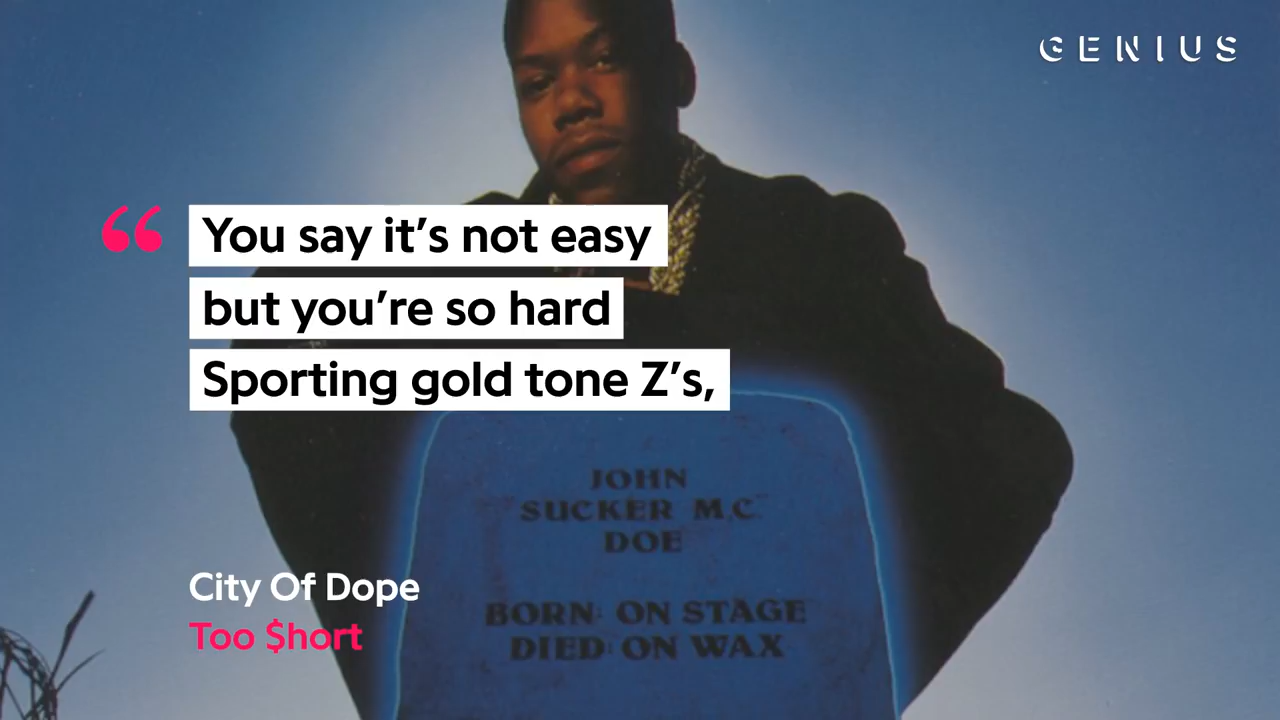 GENIUS
“You say it’s not easy
but you’re so hard
Sporting gold tone Z’s,
JOHN
SUCKER M.C.
DOE
BORN: ON STAGE
DIED: ON WAX
City Of Dope
Too $hort